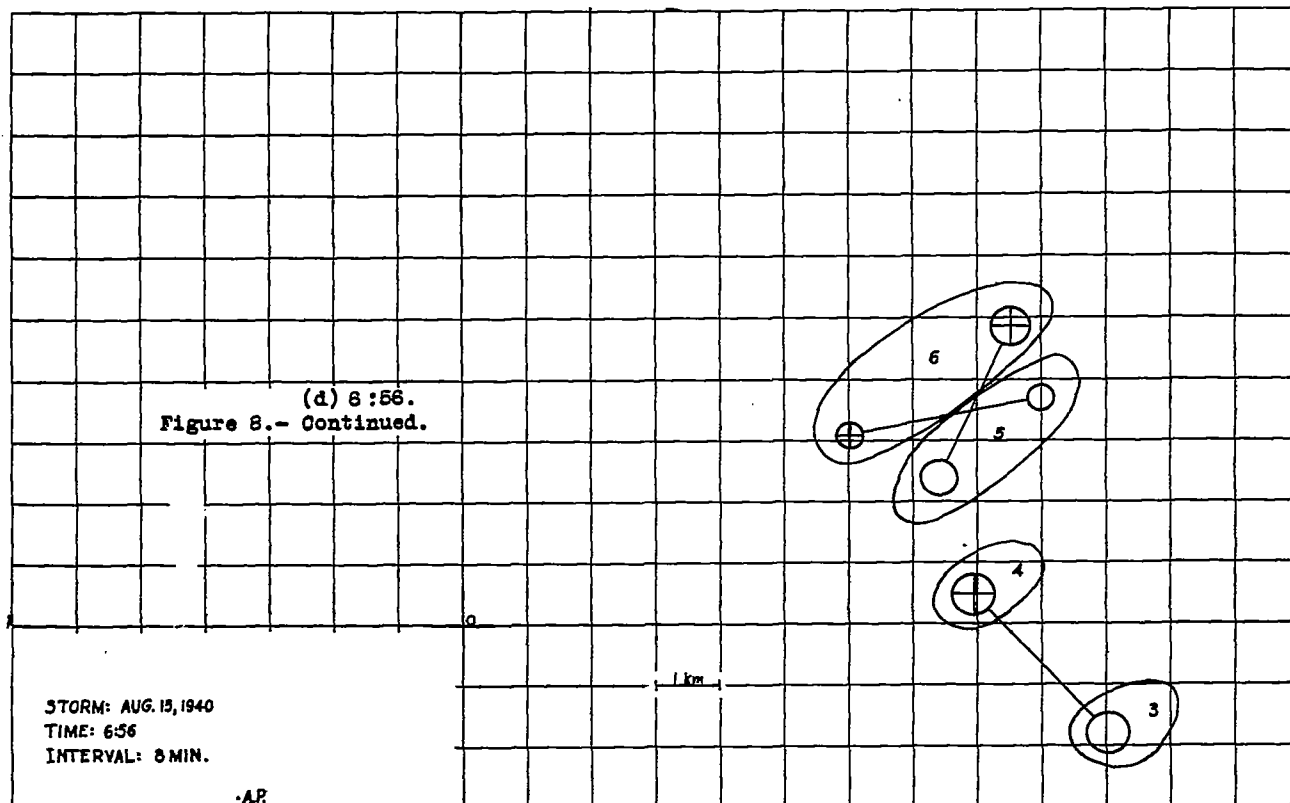 6
(d) 6:56.
Figure 8.- Continued.
5
4
0
1 km
3
STORM: AUG. 15, 1940
TIME: 6:56
INTERVAL: 8 MIN.
·A.P.